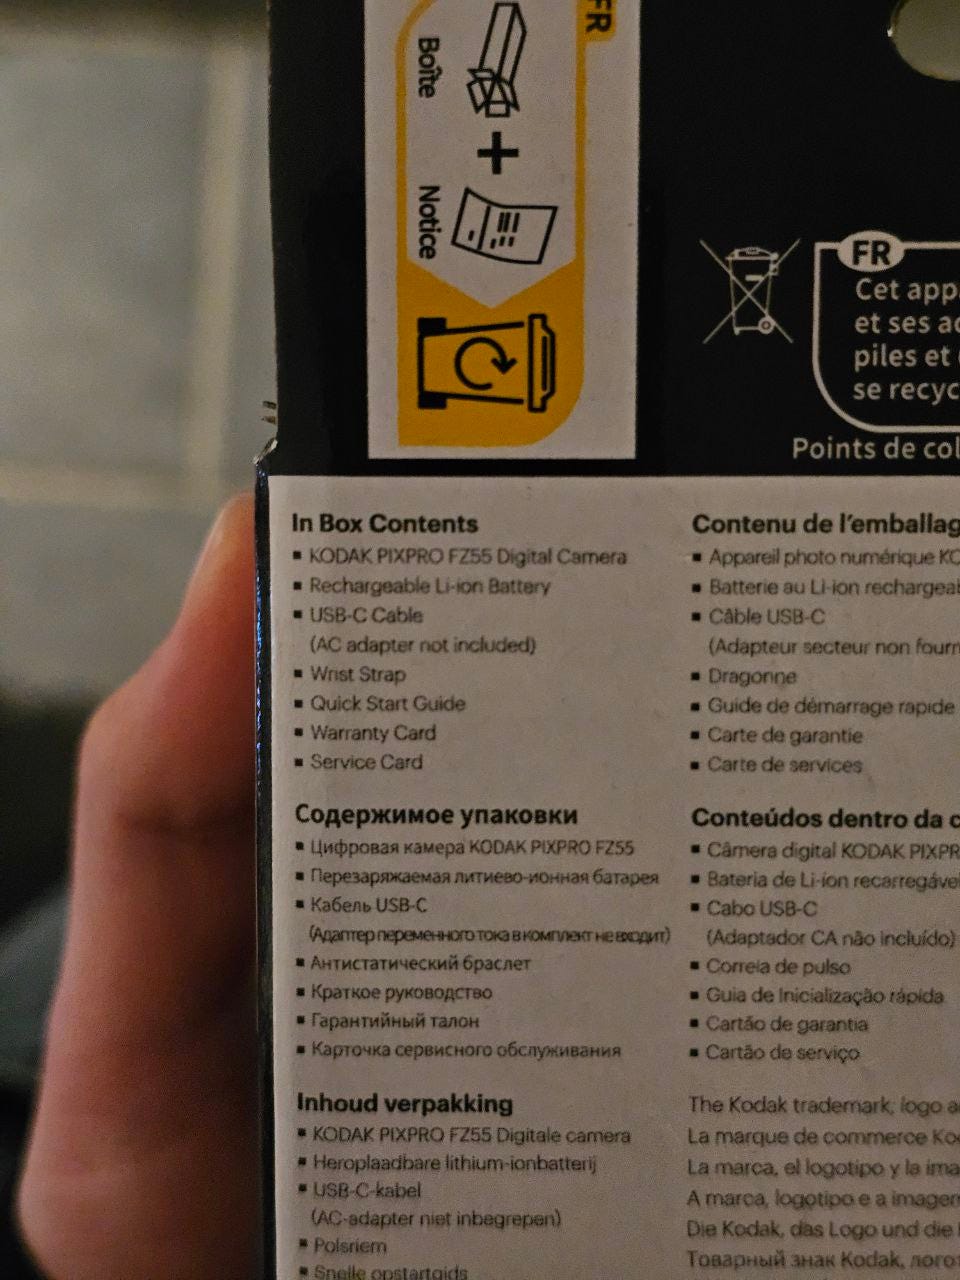 FR
Boîte
+
Notice
FR
Cet app
et ses
piles et
se recyc
Points de col
In Box Contents
▪ KODAK PIXPRO FZ55 Digital Camera
▪ Rechargeable Li-ion Battery
▪ USB-C Cable
(AC adapter not included)
▪ Wrist Strap
▪ Quick Start Guide
▪ Warranty Card
▪ Service Card
Contenu de l'emballag
▪ Appareil photo numérique KO
▪ Batterie au Li-ion rechargeab
▪ Câble USB-C
(Adapteur secteur non fourn
▪ Dragonne
▪ Guide de démarrage rapide
▪ Carte de garantie
▪ Carte de services
Содержимое упаковки
▪ Цифровая камера KODAK PIXPRO FZ55
▪ Перезаряжаемая литиево-ионная батарея
▪ Кабель USB-C
(Адаптер переменного тока в комплект не входит)
▪ Антистатический браслет
▪ Краткое руководство
▪ Гарантийный талон
▪ Карточка сервисного обслуживания
Conteúdos dentro da c
▪ Câmera digital KODAK PIXPR
▪ Bateria de Li-ion recarregável
▪ Cabo USB-C
(Adaptador CA não incluído)
▪ Correia de pulso
▪ Guia de Inicialização rápida
▪ Cartão de garantia
▪ Cartão de serviço
Inhoud verpakking
▪ KODAK PIXPRO FZ55 Digitale camera
▪ Heroplaadbare lithium-ionbatterij
▪ USB-C-kabel
(AC-adapter niet inbegrepen)
▪ Polsriem
▪ Snelle opstartgids
The Kodak trademark, logo a
La marque de commerce Ko
La marca, el logotipo y la ima
A marca, logotipo e a imagem
Die Kodak, das Logo und die
Товарный знак Kodak, логот